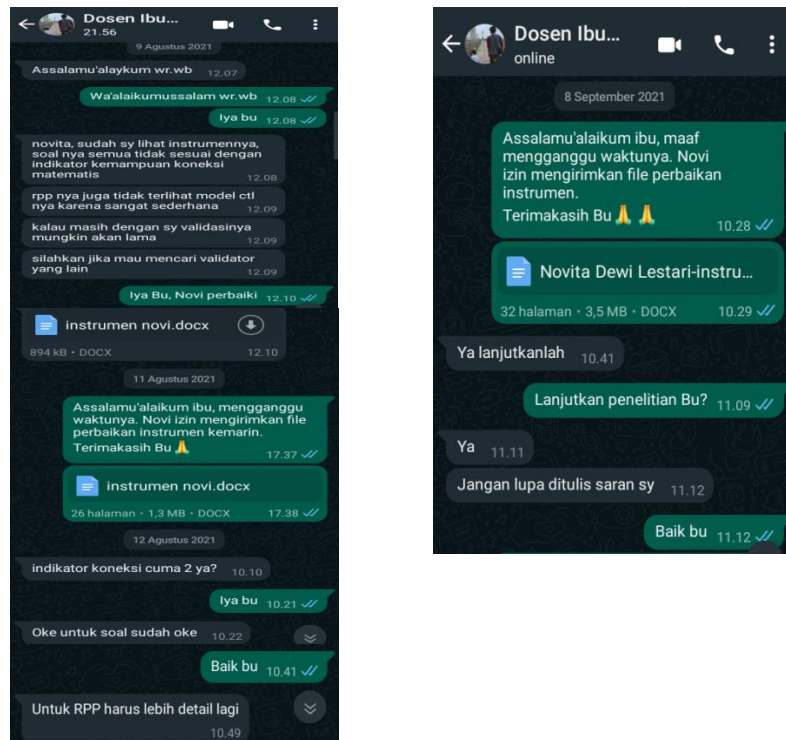 Dosen Ibu...
21.56
9 Agustus 2021
Assalamu'alaykum wr.wb 12.07
Wa'alaikumussalam wr.wb 12.08
Iya bu 12.08
novita, sudah sy lihat instrumennya,
soal nya semua tidak sesuai dengan
indikator kemampuan koneksi
matematis 12.08
rpp nya juga tidak terlihat model ctl
nya karena sangat sederhana 12.09
kalau masih dengan sy validasinya
mungkin akan lama 12.09
silahkan jika mau mencari validator
yang lain 12.09
Iya Bu, Novi perbaiki 12.10
instrumen novi.docx
894 kB • DOCX 12.10
11 Agustus 2021
Assalamu'alaikum ibu, mengganggu
waktunya. Novi izin mengirimkan file
perbaikan instrumen kemarin.
Terimakasih Bu🙏 17.37
instrumen novi.docx
26 halaman • 1,3 MB • DOCX 17.38
12 Agustus 2021
indikator koneksi cuma 2 ya? 10.10
Iya bu 10.21
Oke untuk soal sudah oke 10.22
Baik bu 10.41
Untuk RPP harus lebih detail lagi
10.49
Dosen Ibu...
online
8 September 2021
Assalamu'alaikum ibu, maaf
mengganggu waktunya. Novi
izin mengirimkan file perbaikan
instrumen.
Terimakasih Bu🙏🙏 10.28
Novita Dewi Lestari-instru...
32 halaman • 3,5 MB • DOCX 10.29
Ya lanjutkanlah 10.41
Lanjutkan penelitian Bu? 11.09
Ya 11.11
Jangan lupa ditulis saran sy 11.12
Baik bu 11.12